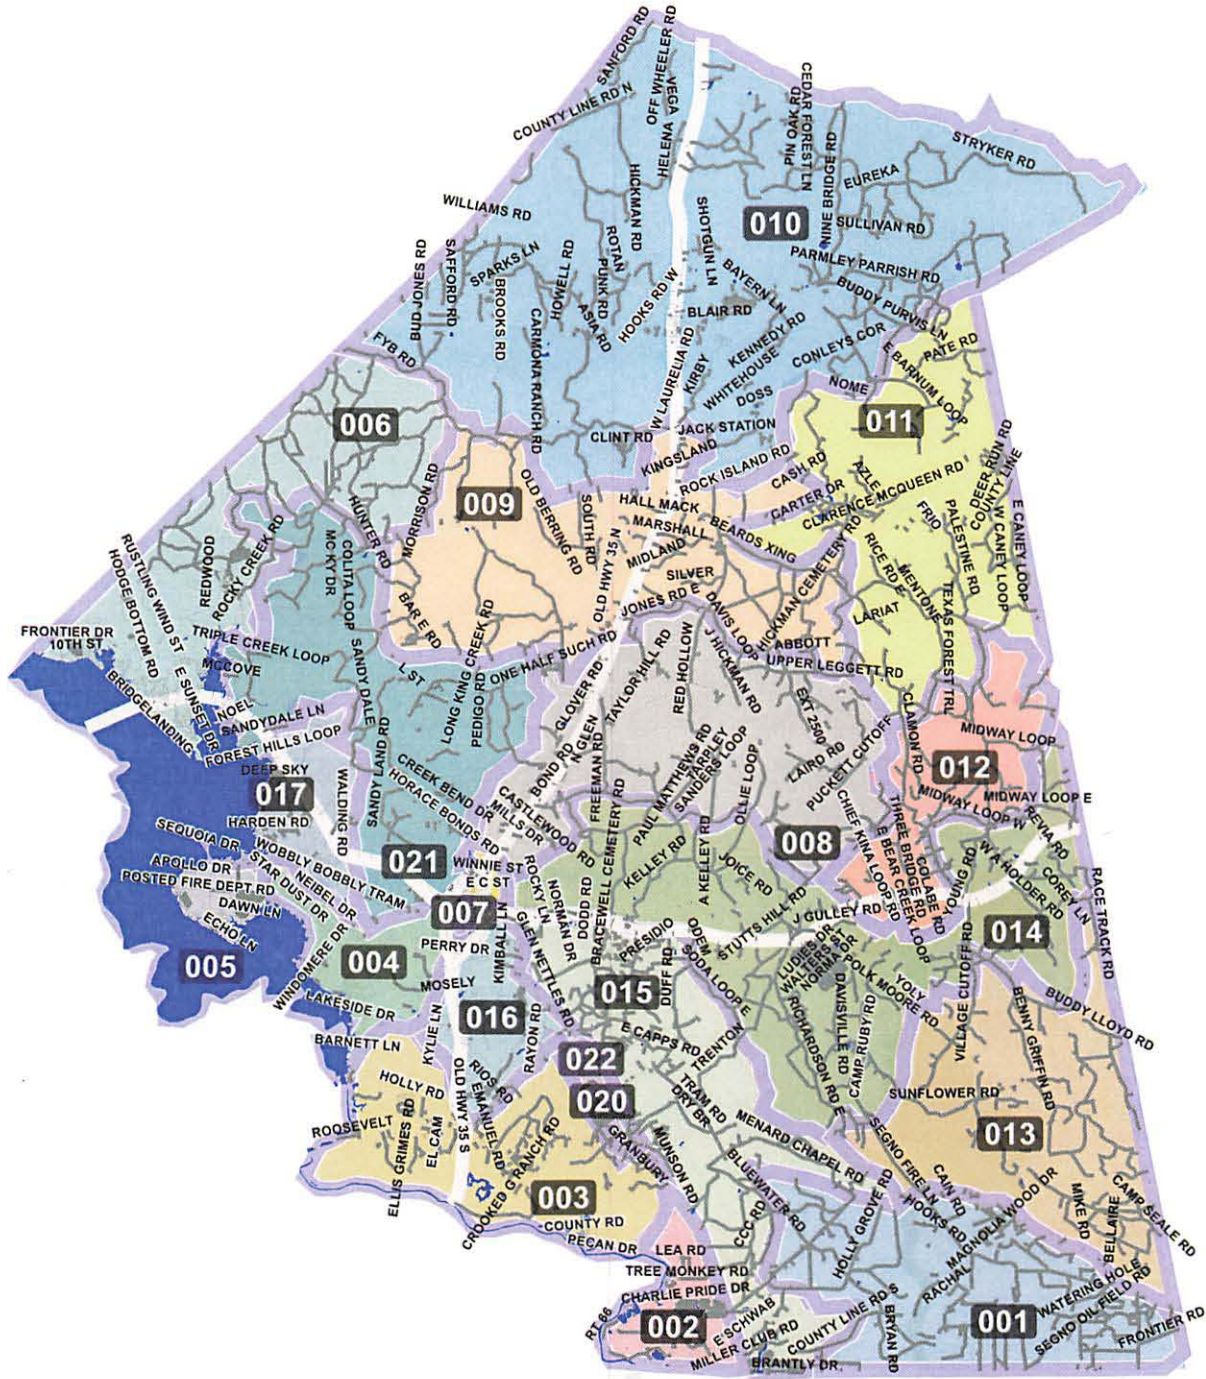 SANFORD RD
OFF WHEELER RD
VEGA
HELENA
COUNTY LINE RD N
CEDAR FOREST LN
PIN OAK RD
NINE BRIDGE RD
STRYKER RD
EUREKA
HICKMAN RD
WILLIAMS RD
SHOTGUN LN
010
SULLIVAN RD
BUD JONES RD
SAFFORD RD
SPARKS LN
HOWELL RD
ROTAN
PUNK RD
PARMLEY PARRISH RD
BROOKS RD
ASIA RD
HOOKS RD W
BAYERN LN
BLAIR RD
BUDDY PURVIS LN
CARMONA RANCH RD
KENNEDY RD
CONLEYS COR
FYB RD
W LAURELIA RD
KIRBY
WHITEHOUSE
DOSS
E BARNUM LOOP
PATE RD
NOME
006
011
CLINT RD
JACK STATION
KINGSLAND
ROCK ISLAND RD
CASH RD
AZLE
CLARENCE MCQUEEN RD
DEER RUN RD
COUNTY LINE
MORRISON RD
009
OLD BERRING RD
SOUTH RD
HALL MACK
CARTER DR
HUNTER RD
MARSHALL
BEARDS XING
FRIO
PALESTINE RD
W CANEY LOOP
E CANEY LOOP
REDWOOD
ROCKY CREEK RD
MC KY DR
COLITA LOOP
OLD HWY 35 N
MIDLAND
HICKMAN CEMETERY RD
RICE RD E
RUSTLING WIND ST
HODGE BOTTOM RD
SILVER
MENTONE
TEXAS FOREST TRL
BAR E RD
JONES RD E
DAVIS LOOP
LARIAT
FRONTIER DR
10TH ST
TRIPLE CREEK LOOP
ABBOTT
ONE HALF SUCH RD
UPPER LEGGETT RD
MCCOVE
L ST
LONG KING CREEK RD
PEDIGO RD
TAYLOR HILL RD
RED HOLLOW
J HICKMAN RD
BRIDGELANDING
E SUNSET DR
NOEL
SANDYDALE LN
SANDY DALE
GLOVER RD
N GLEN
EXT 2500
CLAMON RD
FOREST HILLS LOOP
MIDWAY LOOP
SANDY LAND RD
BOND RD
FREEMAN RD
PAUL MATTHEWS RD
TARPLEY
SANDERS LOOP
LAIRD RD
PUCKETT CUTOFF
012
DEEP SKY
017
WALDING RD
CREEK BEND DR
HORACE BONDS RD
MILLS DR
CASTLEWOOD RD
OLLIE LOOP
CHIEF KINA LOOP RD
MIDWAY LOOP E
MIDWAY LOOP W
HARDEN RD
REVIA RD
SEQUOIA DR
WOBBLY BOBBLY TRAM
021
008
THREE BRIDGE RD
APOLLO DR
STAR DUST DR
NEIBEL DR
WINNIE ST
BRACEWELL CEMETERY RD
KELLEY RD
A KELLEY RD
JOICE RD
E BEAR CREEK LOOP
COLABE RD
YOUNG RD
W A HOLDER RD
COREY LN
POSTED FIRE DEPT RD
E C ST
ROCKY LN
NORMAN DR
DODD RD
DAWN LN
007
STUTTS HILL RD
J GULLEY RD
RACE TRACK RD
ECHO LN
WINDOMERE DR
KIMBALL LN
GLEN NETTLES RD
PRESIDIO
ODEM
LUDIES DR
WALTERS ST
NORMA DR
014
005
004
PERRY DR
DUFF RD
SODA LOOP E
POLK MOORE RD
YOLY
VILLAGE CUTOFF RD
MOSELY
015
DAVISVILLE RD
BENNY GRIFFIN RD
BUDDY LLOYD RD
LAKESIDE DR
016
RICHARDSON RD E
CAMP RUBY RD
KYLIE LN
RAYON RD
E CAPPS RD
BARNETT LN
TRENTON
022
HOLLY RD
OLD HWY 35 S
RIOS RD
EMANUEL RD
TRAM RD
DRY BR
SUNFLOWER RD
020
ROOSEVELT
MENARD CHAPEL RD
ELLIS GRIMES RD
EL CAM
CROOKED G RANCH RD
GRANBURY
MUNSON RD
SEGNO FIRE LN
013
BLUEWATER RD
CAIN RD
003
HOOKS RD
MAGNOLIA WOOD DR
MIKE RD
CAMP SEALE RD
COUNTY RD
CCC RD
HOLLY GROVE RD
BELLAIRE
PECAN DR
LEA RD
TREE MONKEY RD
RACHAL
WATERING HOLE
CHARLIE PRIDE DR
E SCHWAB
COUNTY LINE RD S
001
SEGNO OIL FIELD RD
RT 66
002
MILLER CLUB RD
BRYAN RD
FRONTIER RD
BRANTLY DR